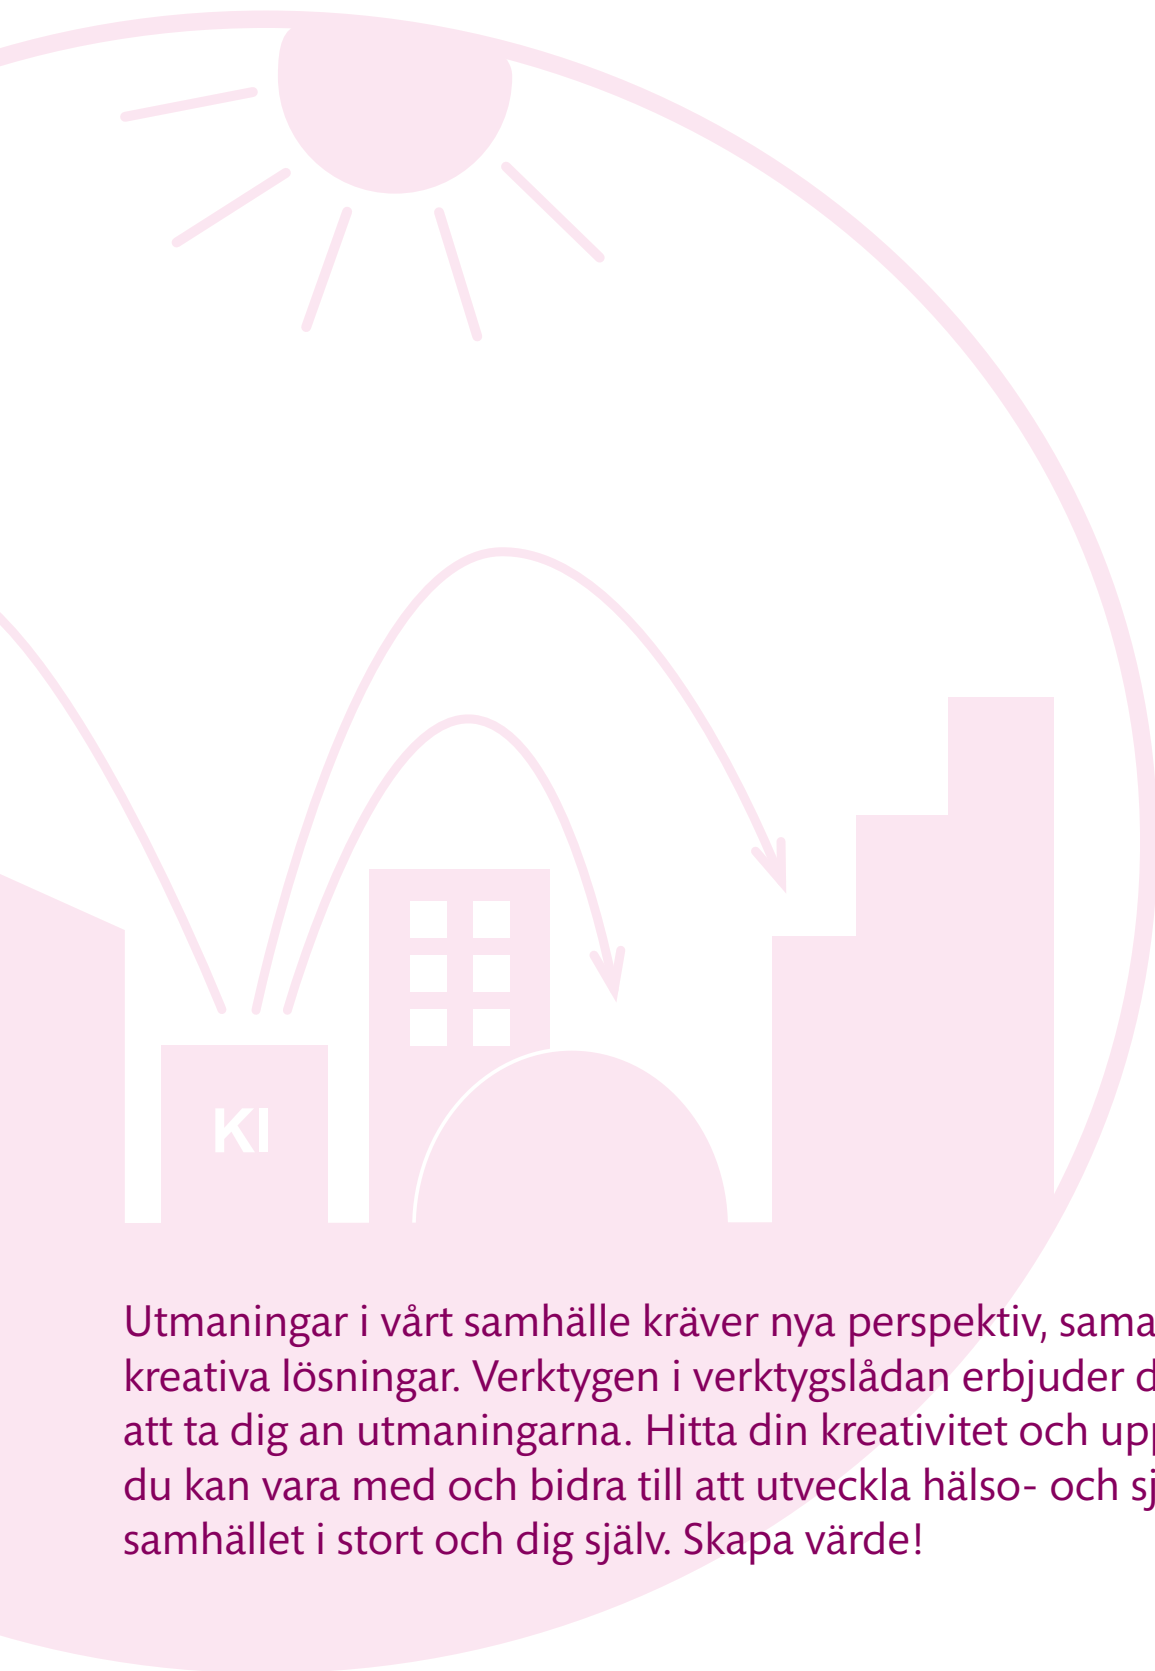 KI
Utmaningar i vårt samhälle kräver nya perspektiv, sama
kreativa lösningar. Verktygen i verktygslådan erbjuder d
att ta dig an utmaningarna. Hitta din kreativitet och upp
du kan vara med och bidra till att utveckla hälso- och sj
samhället i stort och dig själv. Skapa värde!